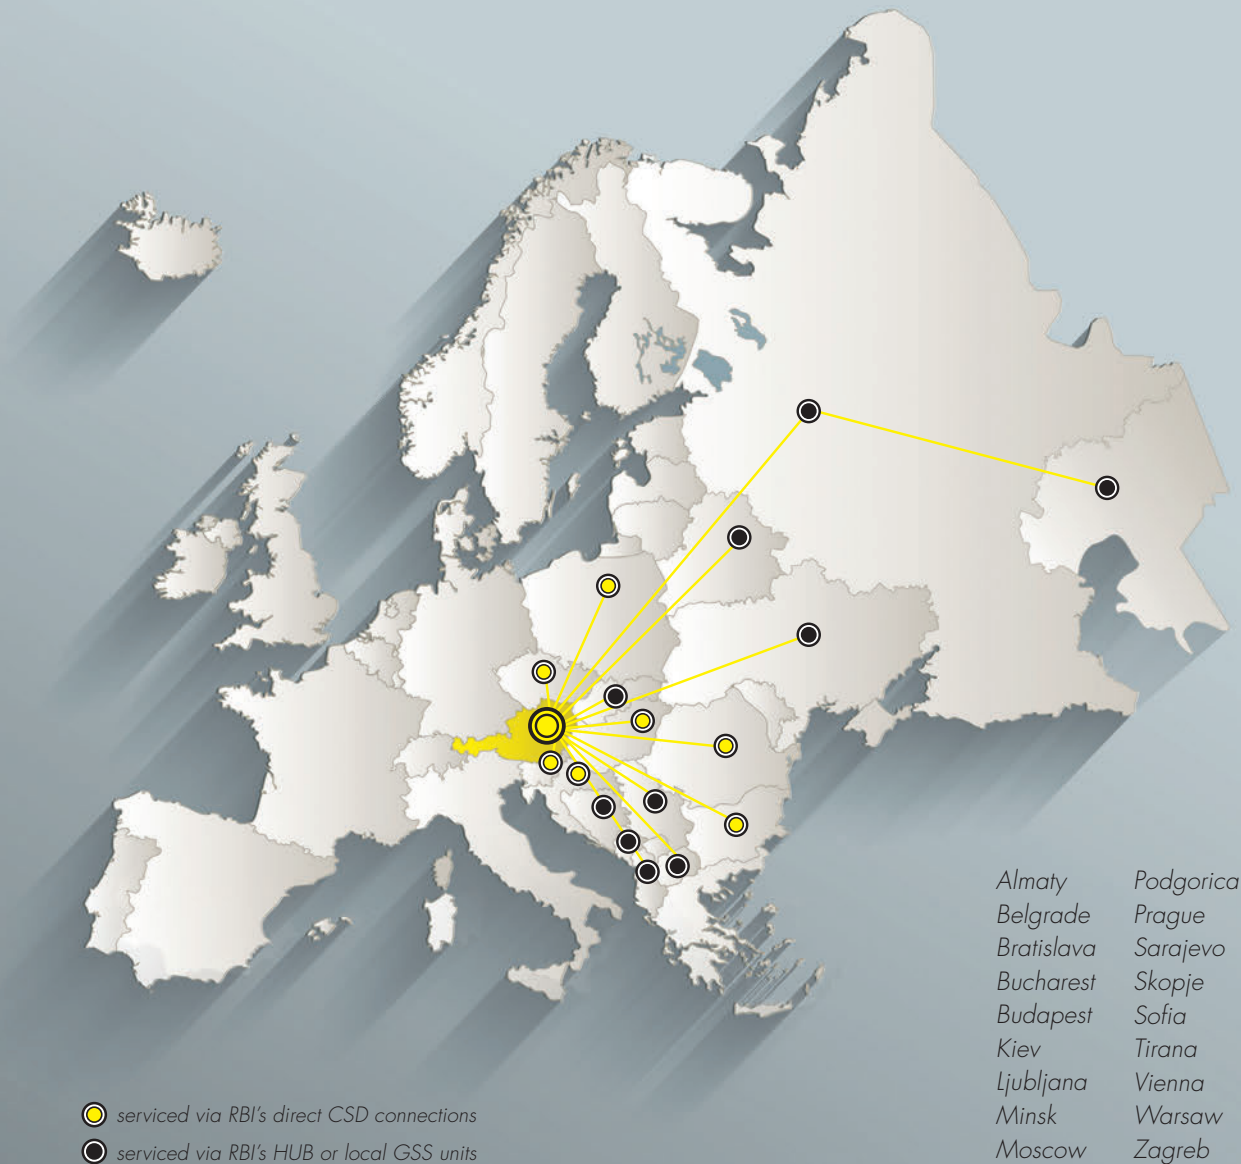 Almaty
Belgrade
Bratislava
Bucharest
Budapest
Kiev
Ljubljana
Minsk
Moscow
Podgorica
Prague
Sarajevo
Skopje
Sofia
Tirana
Vienna
Warsaw
Zagreb
serviced via RBI's direct CSD connections
serviced via RBI's HUB or local GSS units